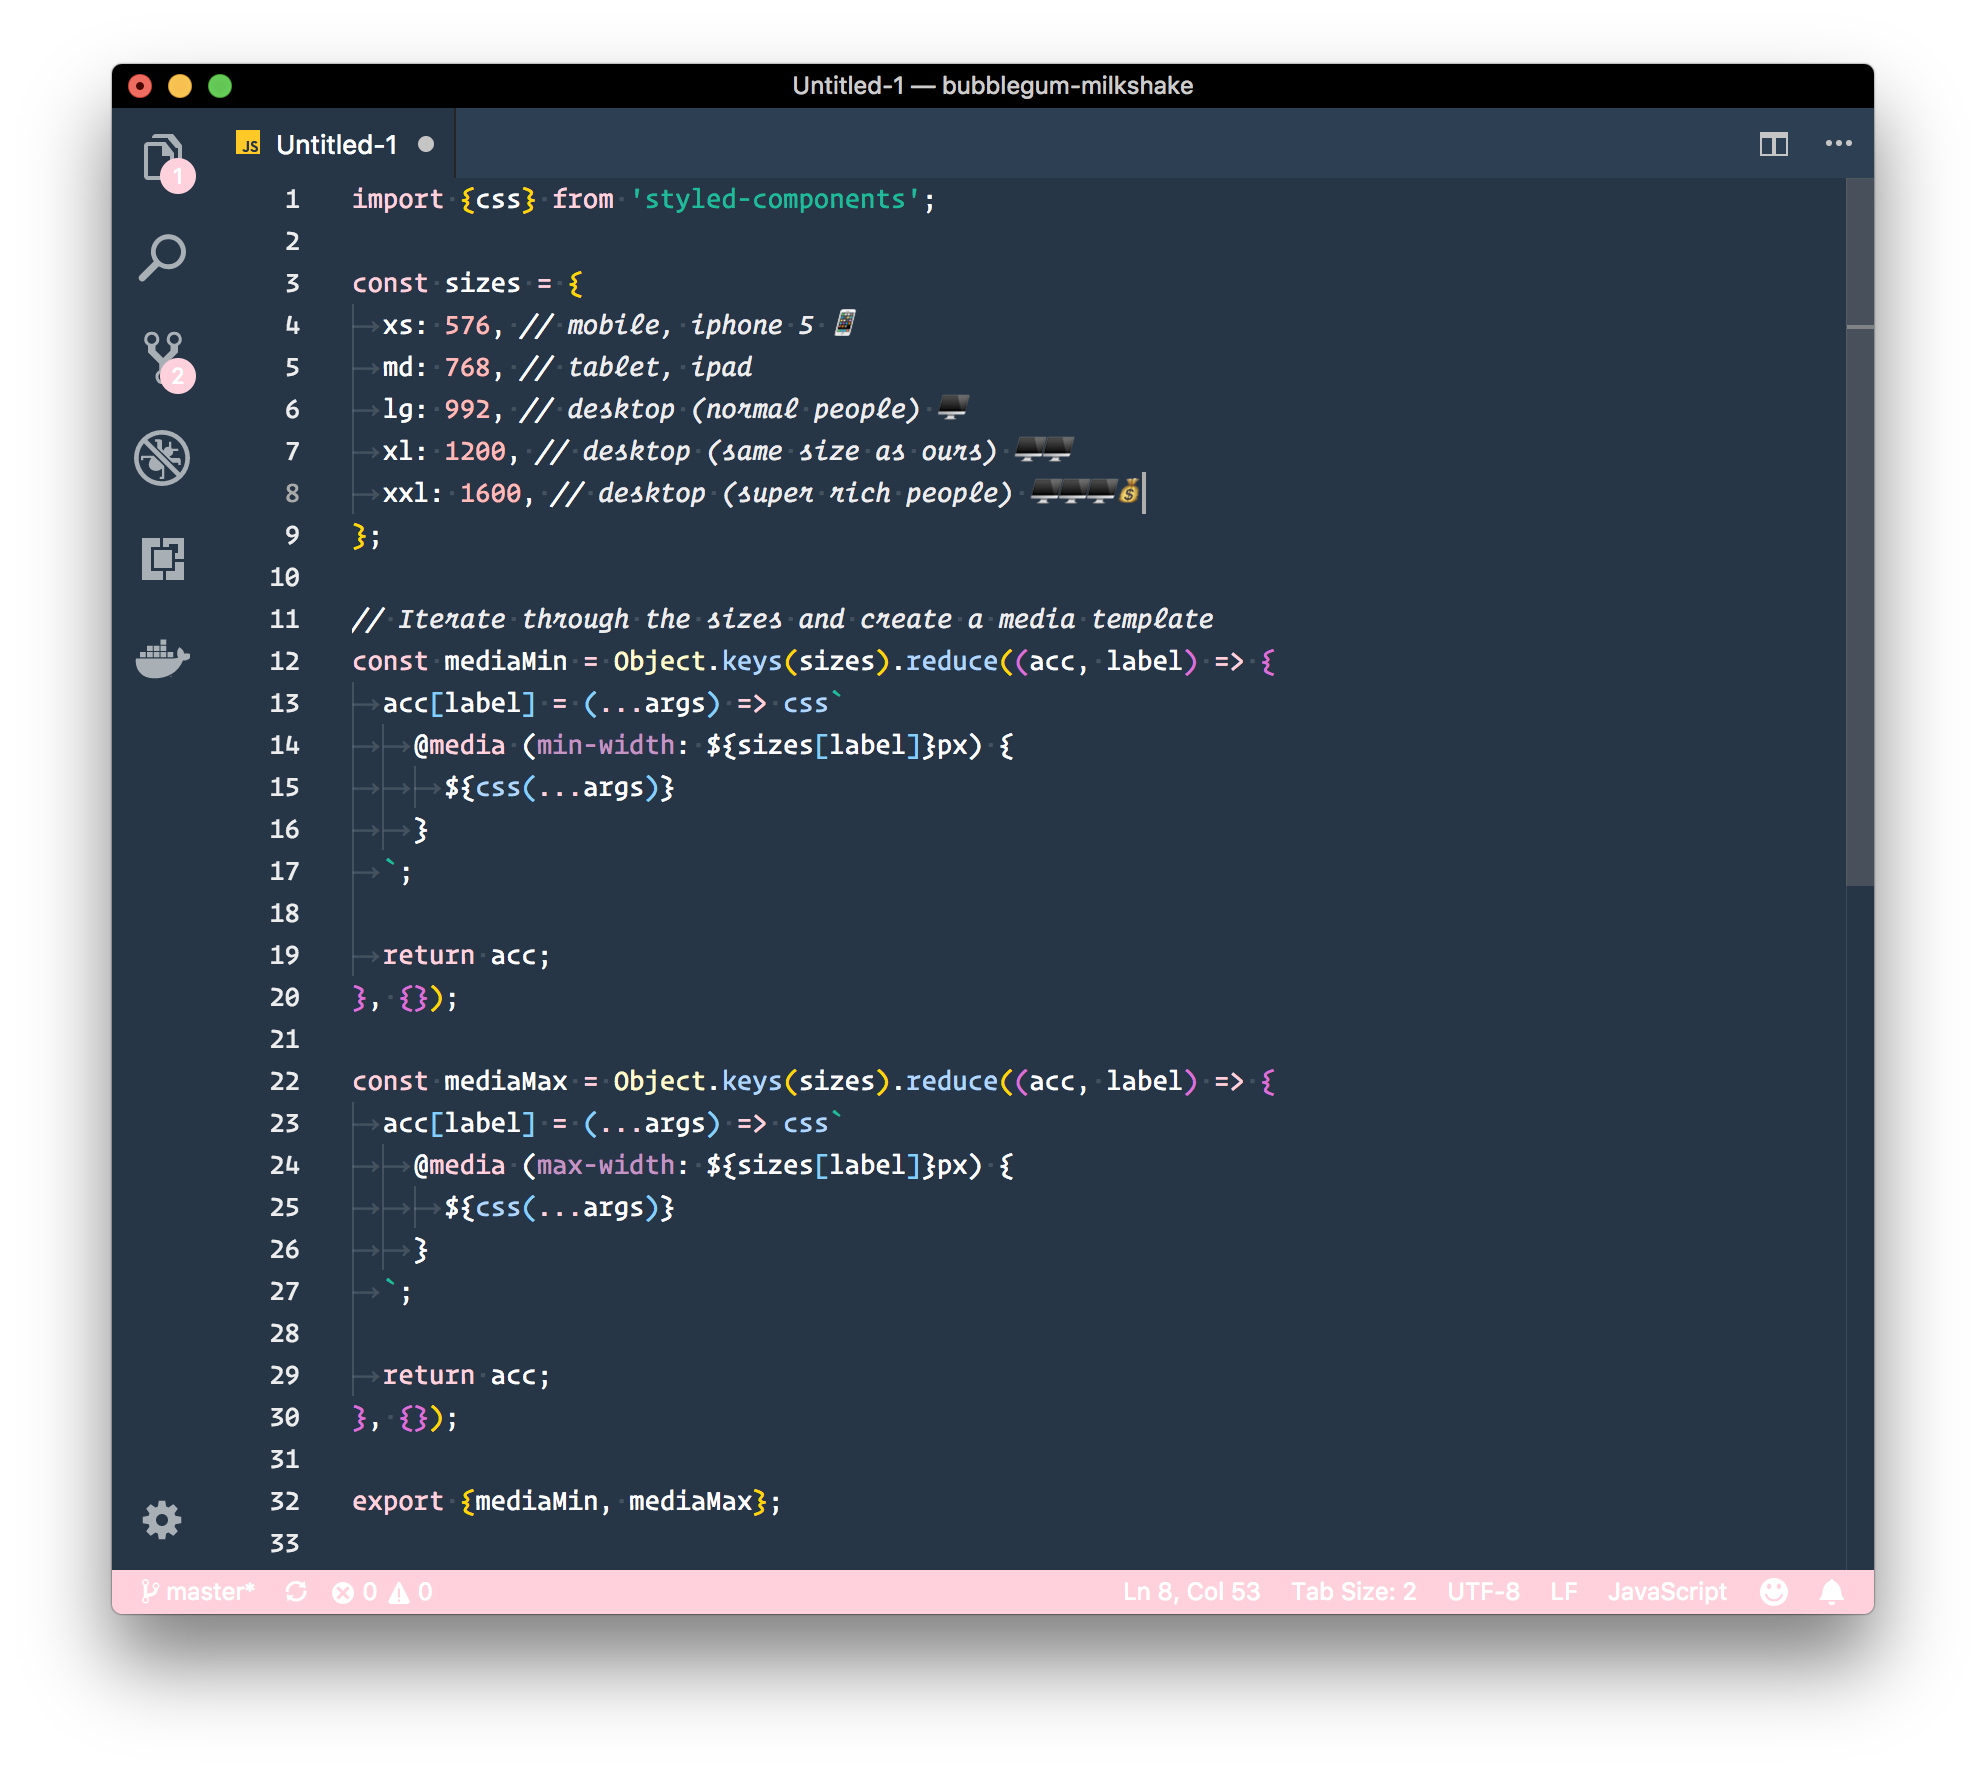 Untitled-1 — bubblegum-milkshake
JS Untitled-1
1
2
1 import {css} from 'styled-components';
2
3 const sizes = {
4 xs: 576, // mobile, iphone 5 📱
5 md: 768, // tablet, ipad
6 lg: 992, // desktop (normal people) 🖥
7 xl: 1200, // desktop (same size as ours) 🖥🖥
8 xxl: 1600, // desktop (super rich people) 🖥🖥🖥💰
9 };
10
11 // Iterate through the sizes and create a media template
12 const mediaMin = Object.keys(sizes).reduce((acc, label) => {
13 acc[label] = (...args) => css`
14 @media (min-width: ${sizes[label]}px) {
15 ${css(...args)}
16 }
17 `;
18
19 return acc;
20 }, {});
21
22 const mediaMax = Object.keys(sizes).reduce((acc, label) => {
23 acc[label] = (...args) => css`
24 @media (max-width: ${sizes[label]}px) {
25 ${css(...args)}
26 }
27 `;
28
29 return acc;
30 }, {});
31
32 export {mediaMin, mediaMax};
33
master* 0 0 Ln 8, Col 53 Tab Size: 2 UTF-8 LF JavaScript